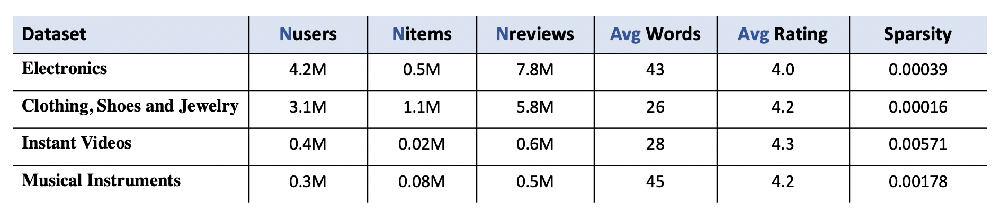 Dataset Nusers Nitems Nreviews Avg Words Avg Rating Sparsity
Electronics 4.2M 0.5M 7.8M 43 4.0 0.00039
Clothing, Shoes and Jewelry 3.1M 1.1M 5.8M 26 4.2 0.00016
Instant Videos 0.4M 0.02M 0.6M 28 4.3 0.00571
Musical Instruments 0.3M 0.08M 0.5M 45 4.2 0.00178